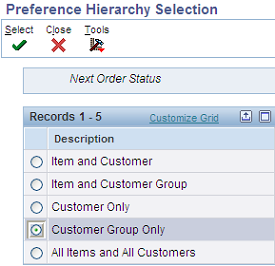 Preference Hierarchy Selection
Select Close Tools
Next Order Status
Records 1 - 5 Customize Grid
Description
Item and Customer
Item and Customer Group
Customer Only
Customer Group Only
All Items and All Customers